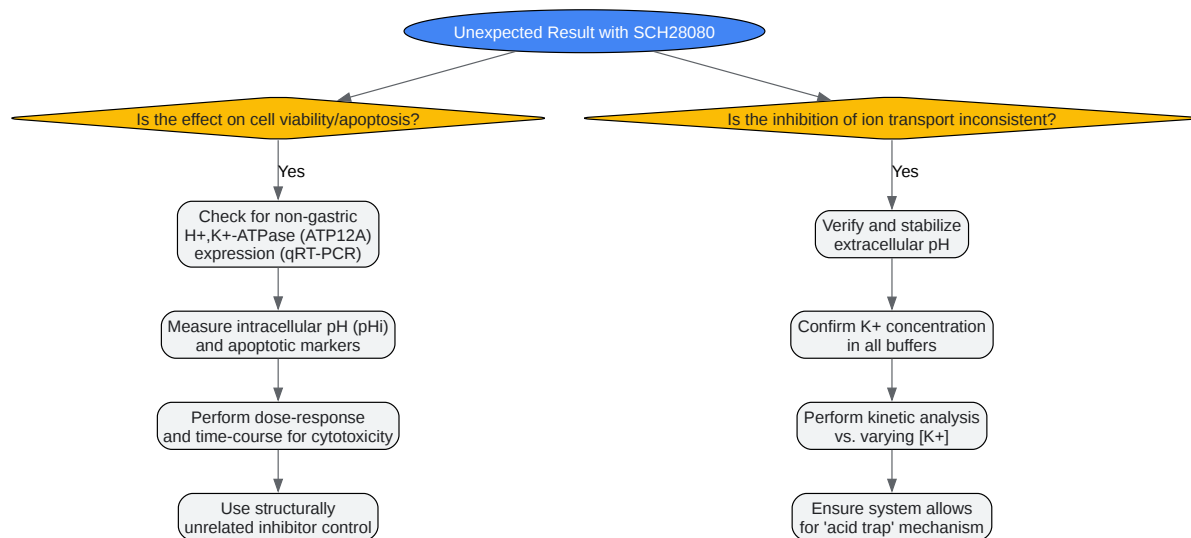 Unexpected Result with SCH28080
Is the effect on cell viability/apoptosis?
Yes
Check for non-gastric
H+,K+-ATPase (ATP12A)
expression (qRT-PCR)
Measure intracellular pH (pHi)
and apoptotic markers
Perform dose-response
and time-course for cytotoxicity
Use structurally
unrelated inhibitor control
Is the inhibition of ion transport inconsistent?
Yes
Verify and stabilize
extracellular pH
Confirm K+ concentration
in all buffers
Perform kinetic analysis
vs. varying [K+]
Ensure system allows
for 'acid trap' mechanism